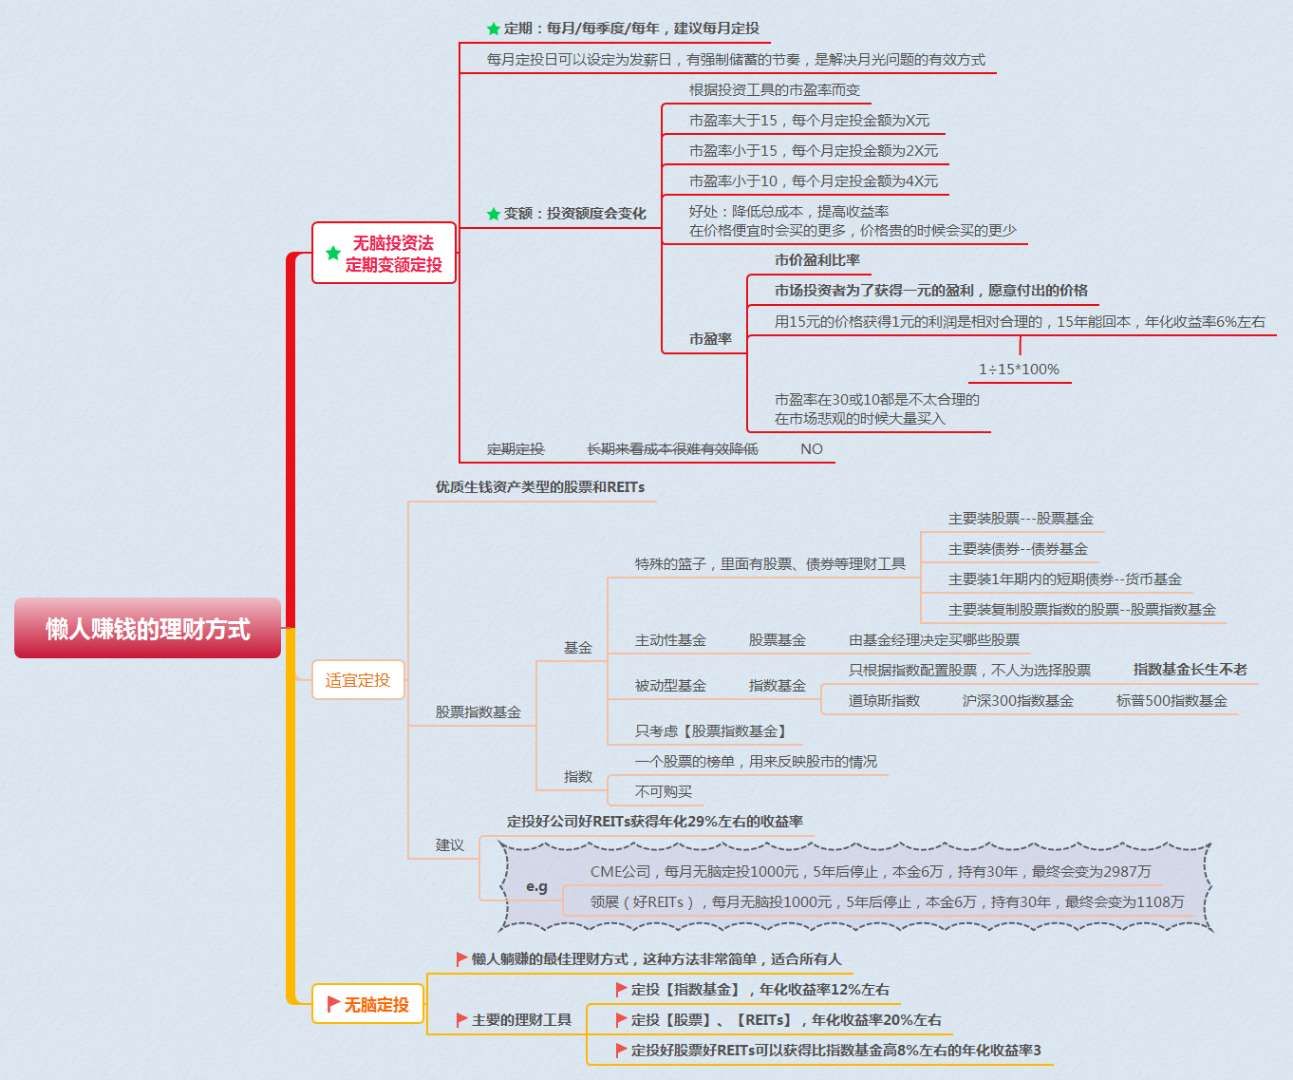 懒人赚钱的理财方式
无脑投资法
定期变额定投
定期：每月/每季度/每年，建议每月定投
每月定投日可以设定为发薪日，有强制储蓄的节奏，是解决月光问题的有效方式
变额：投资额度会变化
根据投资工具的市盈率而变
市盈率大于15，每个月定投金额为X元
市盈率小于15，每个月定投金额为2X元
市盈率小于10，每个月定投金额为4X元
好处：降低总成本，提高收益率
在价格便宜时会买的更多，价格贵的时候会买的更少
市盈率
市价盈利比率
市场投资者为了获得一元的盈利，愿意付出的价格
用15元的价格获得1元的利润是相对合理的，15年能回本，年化收益率6%左右
1÷15*100%
市盈率在30或10都是不太合理的
在市场悲观的时候大量买入
定期定投 长期来看成本很难有效降低 NO
适宜定投
优质生钱资产类型的股票和REITs
股票指数基金
基金
特殊的篮子，里面有股票、债券等理财工具
主要装股票---股票基金
主要装债券--债券基金
主要装1年期内的短期债券--货币基金
主要装复制股票指数的股票--股票指数基金
主动性基金 股票基金 由基金经理决定买哪些股票
被动型基金 指数基金
只根据指数配置股票，不人为选择股票 指数基金长生不老
道琼斯指数 沪深300指数基金 标普500指数基金
只考虑【股票指数基金】
指数
一个股票的榜单，用来反映股市的情况
不可购买
建议
定投好公司好REITs获得年化29%左右的收益率
e.g
CME公司，每月无脑定投1000元，5年后停止，本金6万，持有30年，最终会变为2987万
领展（好REITs），每月无脑投1000元，5年后停止，本金6万，持有30年，最终会变为1108万
无脑定投
懒人躺赚的最佳理财方式，这种方法非常简单，适合所有人
主要的理财工具
定投【指数基金】，年化收益率12%左右
定投【股票】、【REITs】，年化收益率20%左右
定投好股票好REITs可以获得比指数基金高8%左右的年化收益率3